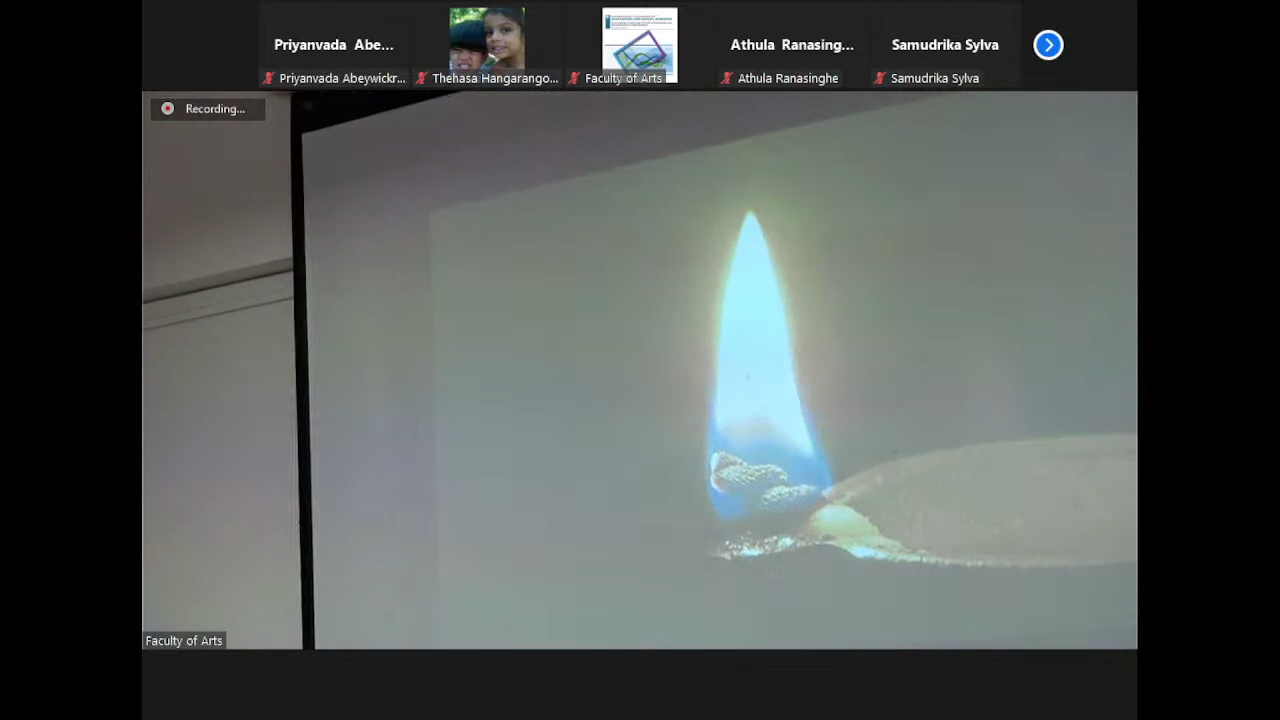 Priyanvada Abe...
Athula Ranasing...
Samudrika Sylva
Priyanvada Abeywickr...
Thehasa Hangarango...
Faculty of Arts
Athula Ranasinghe
Samudrika Sylva
Recording...
Faculty of Arts